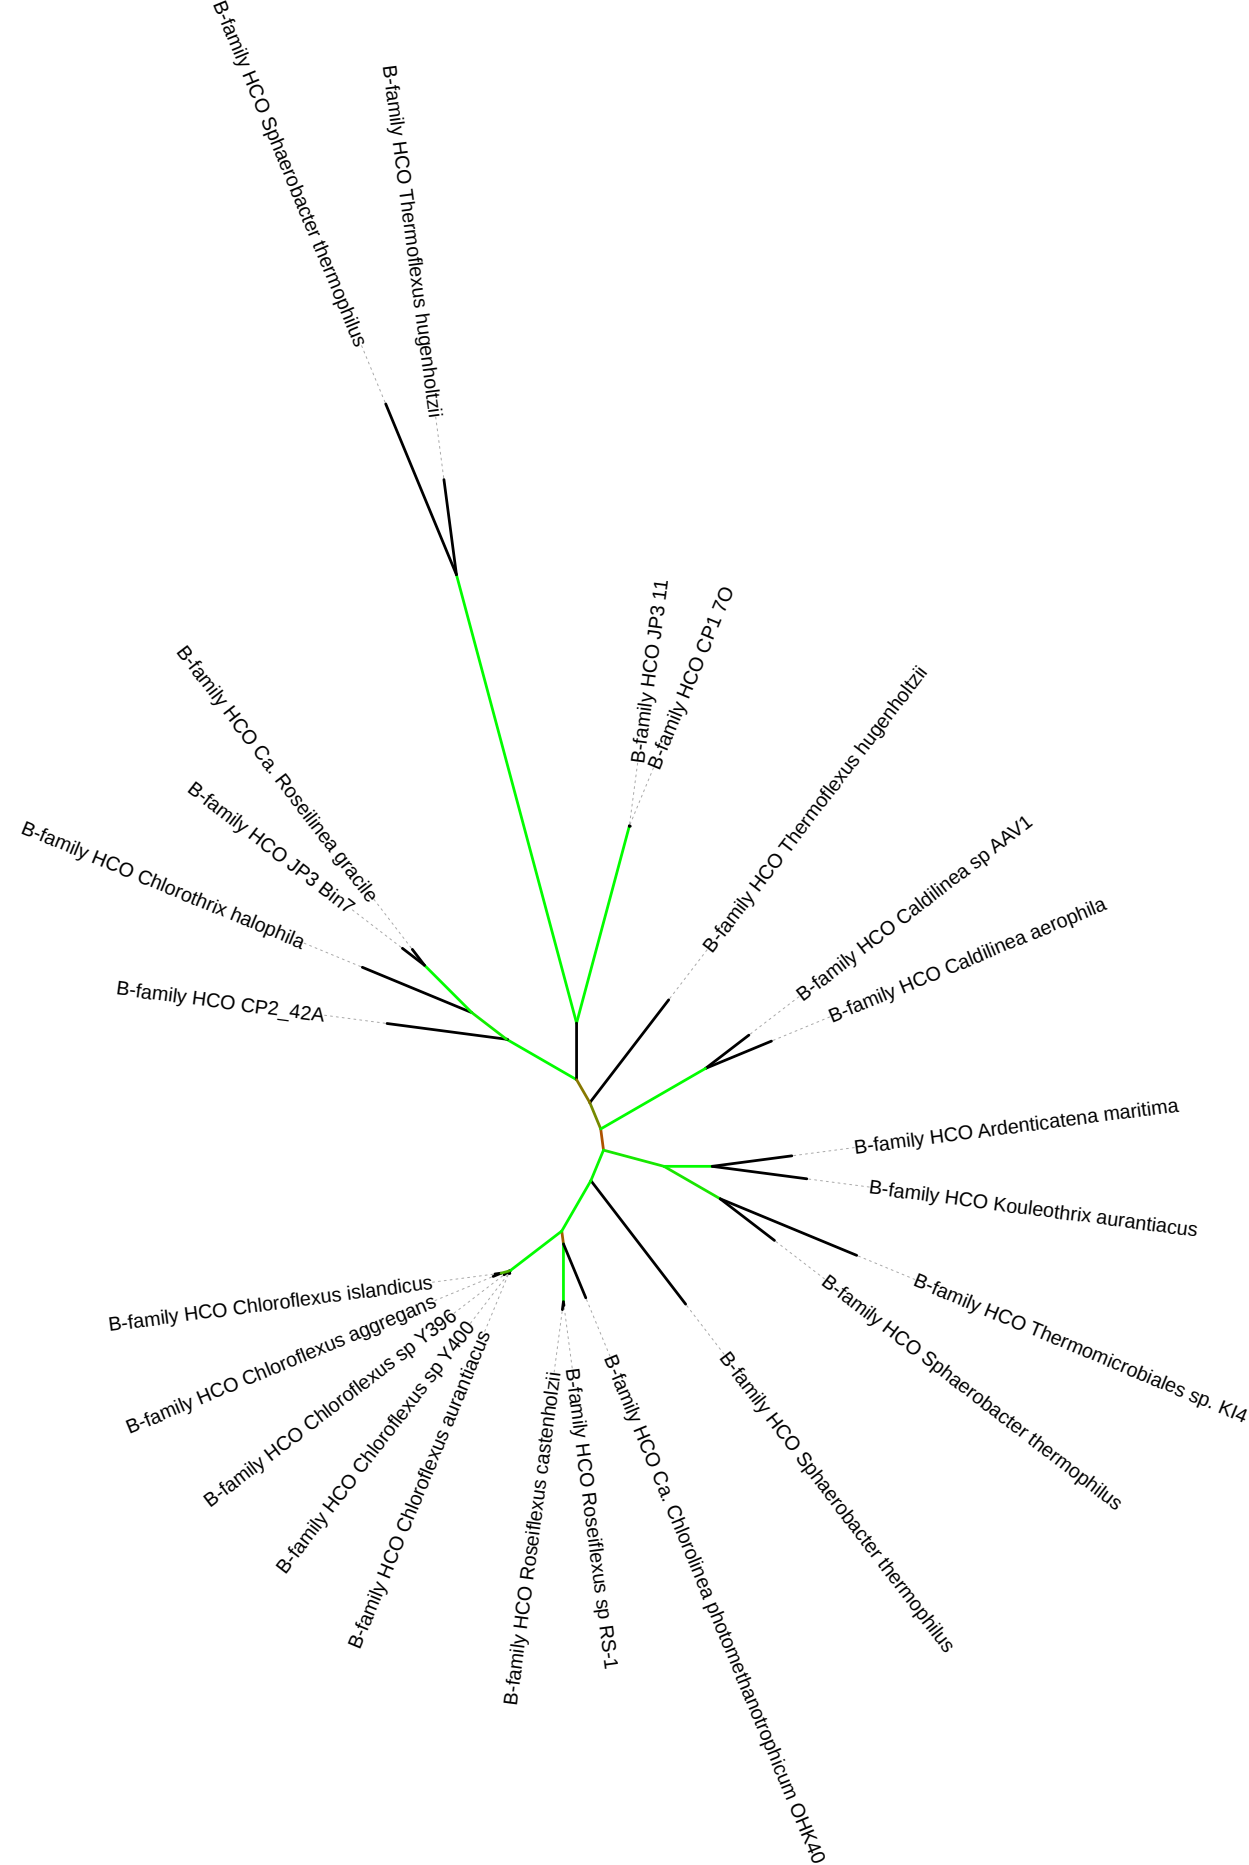 B-family HCO Sphaerobacter thermophilus
B-family HCO Thermoflexus hugenholtzii
B-family HCO JP3 11
B-family HCO CP1 7O
B-family HCO Thermoflexus hugenholtzii
B-family HCO Ca. Roseilinea gracile
B-family HCO JP3 Bin7
B-family HCO Chlorothrix halophila
B-family HCO CP2_42A
B-family HCO Caldilinea sp AAV1
B-family HCO Caldilinea aerophila
B-family HCO Ardenticatena maritima
B-family HCO Kouleothrix aurantiacus
B-family HCO Thermomicrobiales sp. KI4
B-family HCO Sphaerobacter thermophilus
B-family HCO Sphaerobacter thermophilus
B-family HCO Ca. Chlorolinea photomethanotrophicum OHK40
B-family HCO Roseiflexus sp RS-1
B-family HCO Roseiflexus castenholzii
B-family HCO Chloroflexus aurantiacus
B-family HCO Chloroflexus sp Y400
B-family HCO Chloroflexus sp Y396
B-family HCO Chloroflexus aggregans
B-family HCO Chloroflexus islandicus